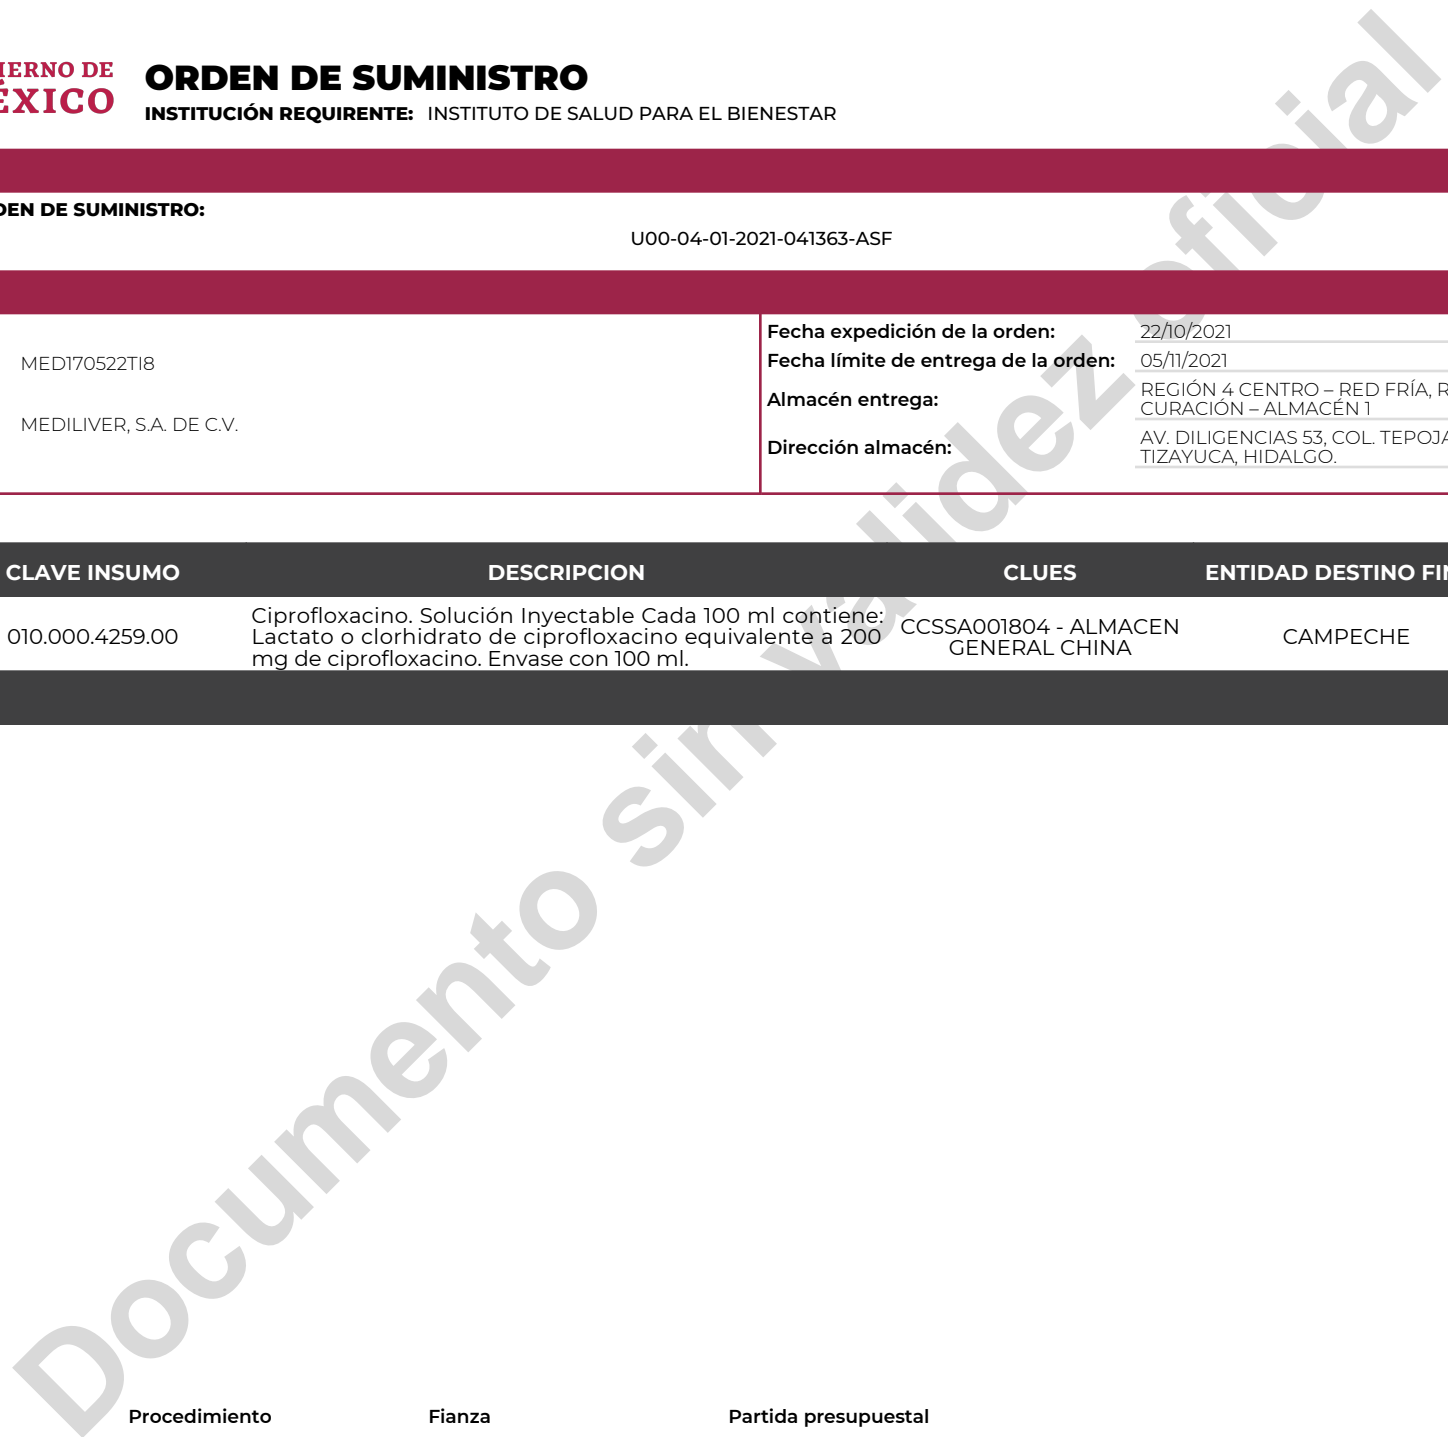 ORDEN DE SUMINISTRO
INSTITUCIÓN REQUIRENTE: INSTITUTO DE SALUD PARA EL BIENESTAR
DE
DE SUMINISTRO:
U00-04-01-2021-041363-ASF
MED170522TI8
MEDILIVER, S.A. DE C.V.
Fecha expedición de la orden: 22/10/2021
Fecha límite de entrega de la orden: 05/11/2021
Almacén entrega: REGIÓN 4 CENTRO – RED FRÍA,
CURACIÓN – ALMACÉN 1
Dirección almacén: AV. DILIGENCIAS 53, COL.
TIZAYUCA, HIDALGO.
CLAVE INSUMO DESCRIPCION CLUES ENTIDAD DESTINO
010.000.4259.00
Ciprofloxacino. Solución Inyectable Cada 100 ml contiene:
Lactato o clorhidrato de ciprofloxacino equivalente a 200
mg de ciprofloxacino. Envase con 100 ml.
CCSSA001804 - ALMACEN
GENERAL CHINA
CAMPECHE
Documento sin validez oficial
Procedimiento Fianza Partida presupuestal